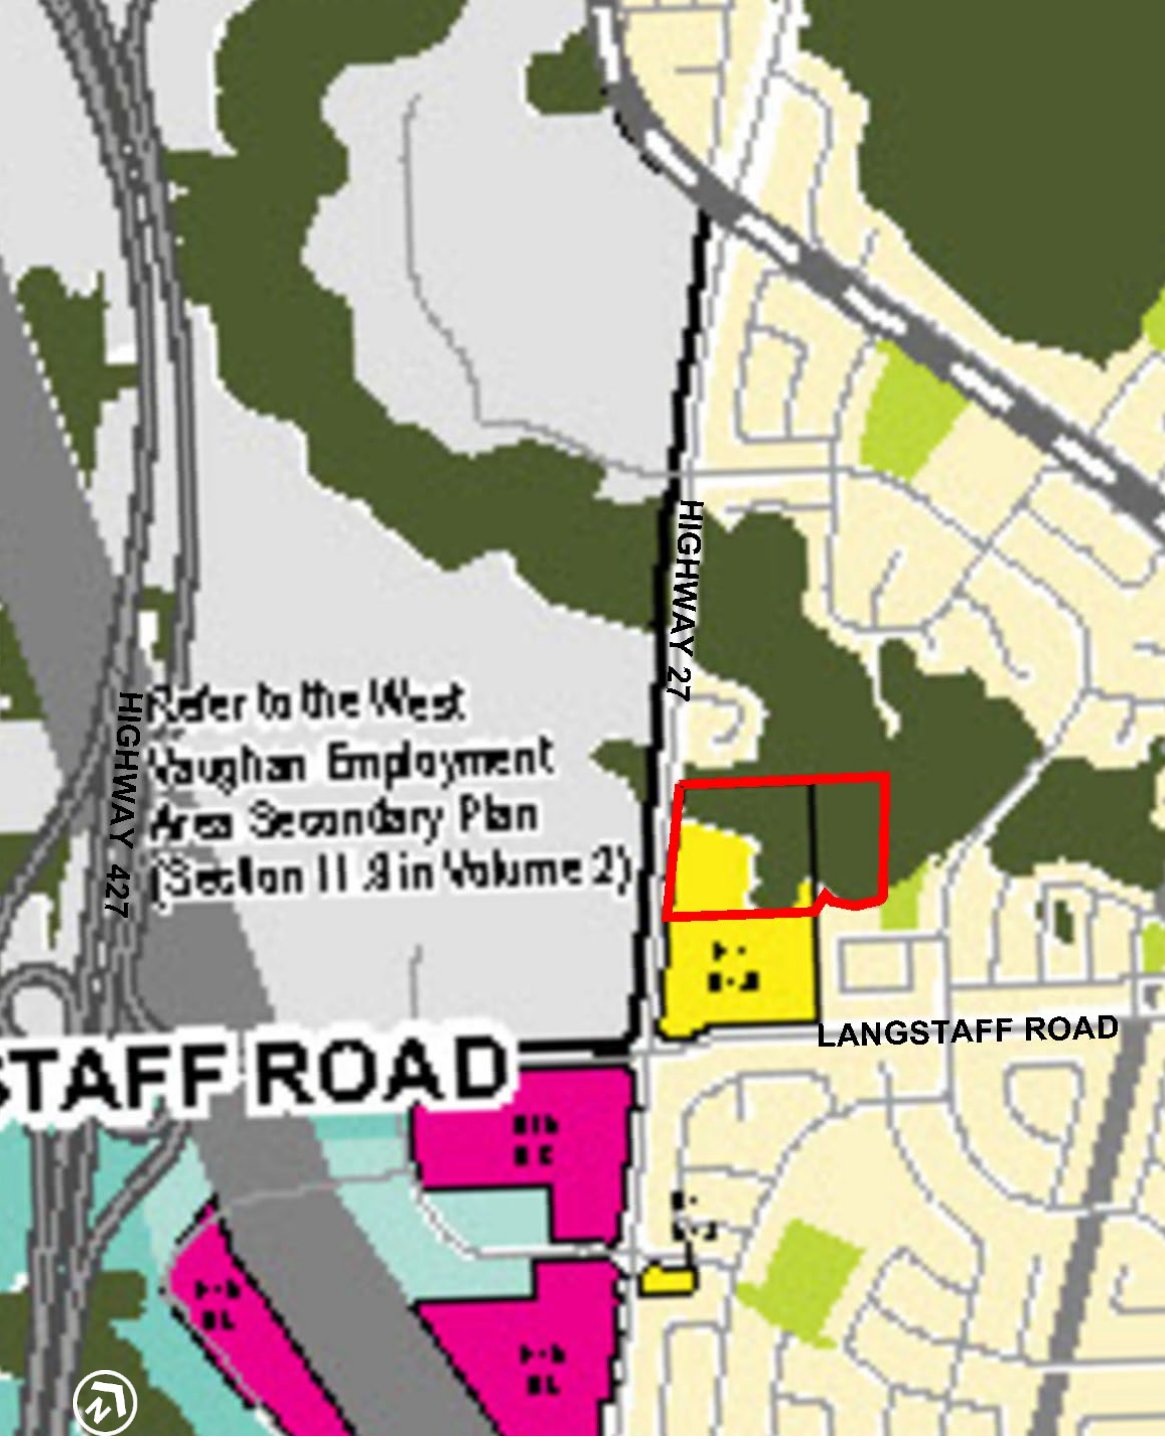 HIGHWAY 27
Refer to the West
Vaughan Employment
Area Secondary Plan
(Section 11.9 in Volume 2)
HIGHWAY 427
LANGSTAFF ROAD
STAFF ROAD
N